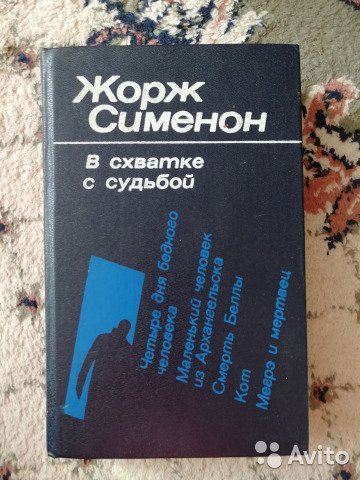 Жорж
Сименон
В схватке
с судьбой
Четыре дня бедного
человека
Маленький человек
из Архангельска
Смерть Беллы
Кот
Мегрэ и мертвец
Avito